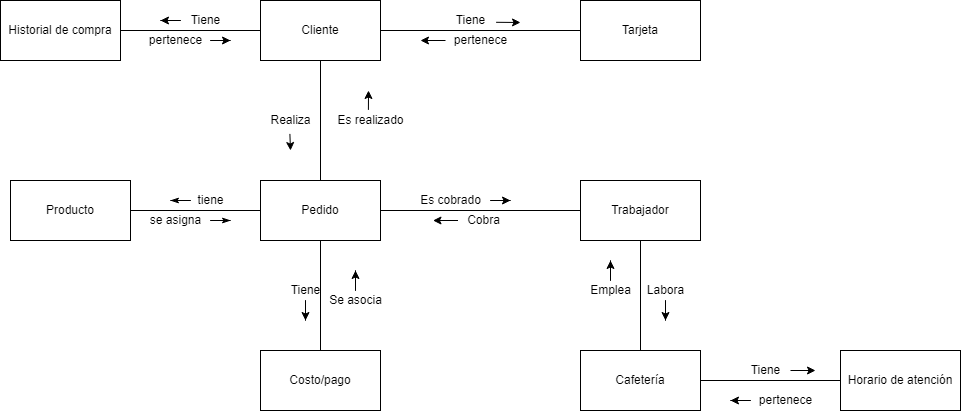 Historial de compra
Tiene
pertenece
Cliente
Tiene
pertenece
Tarjeta
Realiza
Es realizado
Producto
tiene
se asigna
Pedido
Es cobrado
Cobra
Trabajador
Tiene
Se asocia
Emplea
Labora
Costo/pago
Cafetería
Tiene
pertenece
Horario de atención